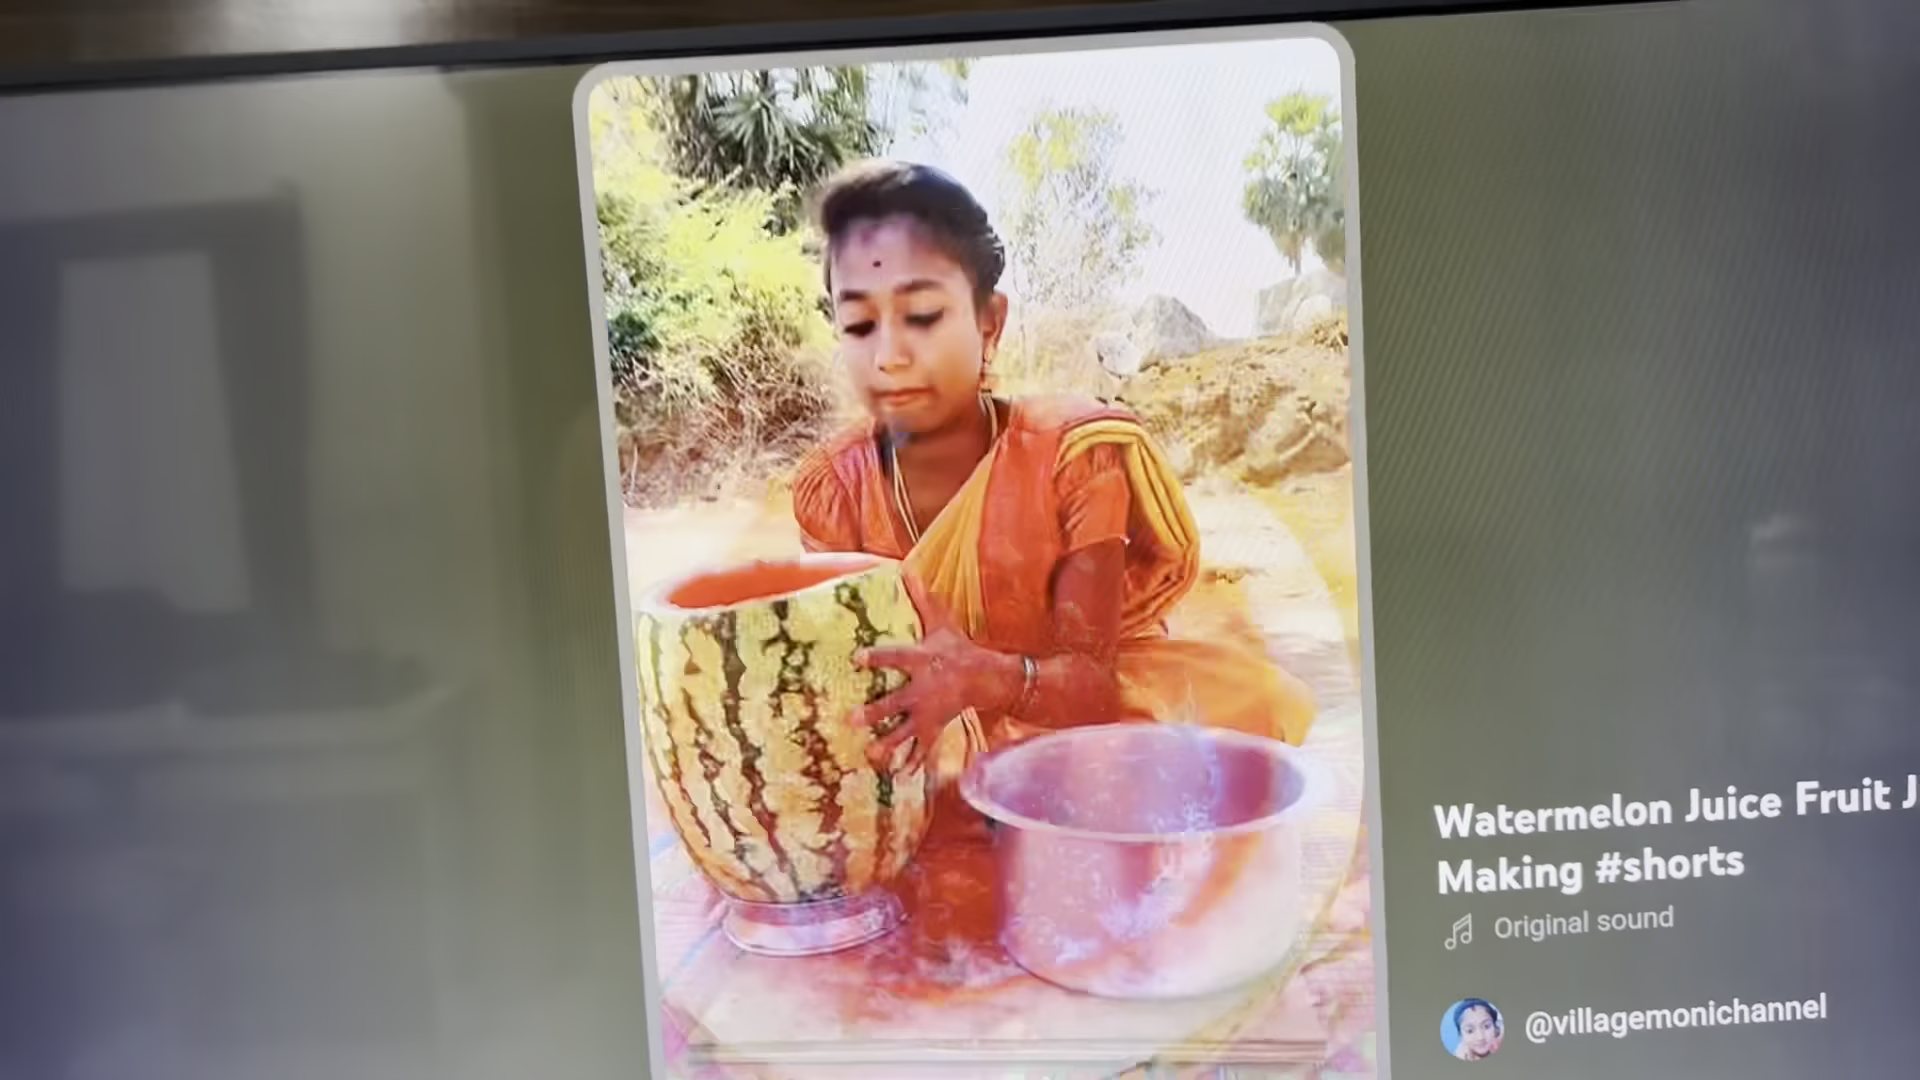 Watermelon Juice Fruit J
Making #shorts
Original sound
@villagemonichannel